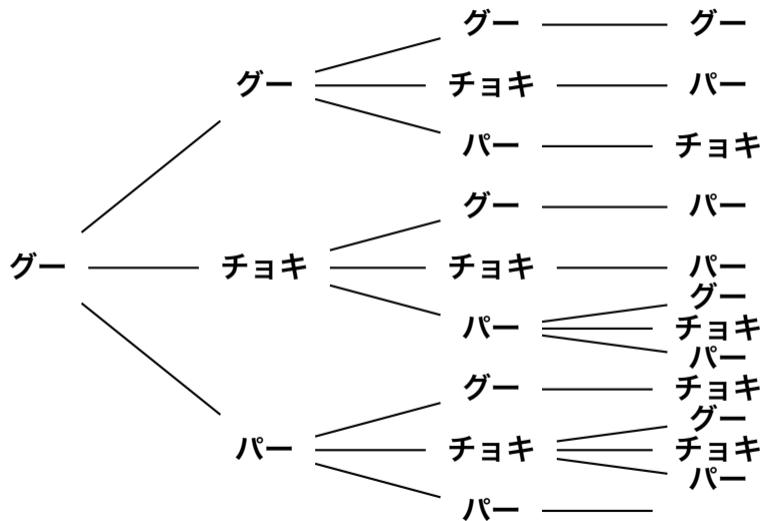 グー グー
グー チョキ パー
パー チョキ
グー パー
グー チョキ チョキ パー
グー
パー チョキ
パー
グー チョキ
グー
パー チョキ チョキ
パー
パー